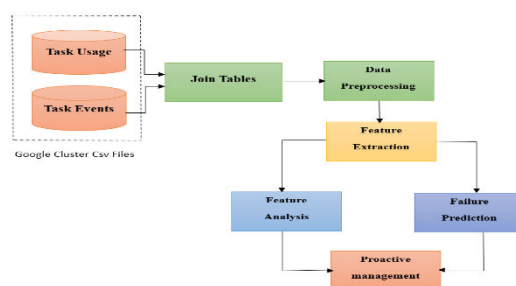 Task Usage
Task Events
Google Cluster Csv Files
Join Tables
Data
Preprocessing
Feature
Extraction
Feature
Analysis
Failure
Prediction
Proactive
management